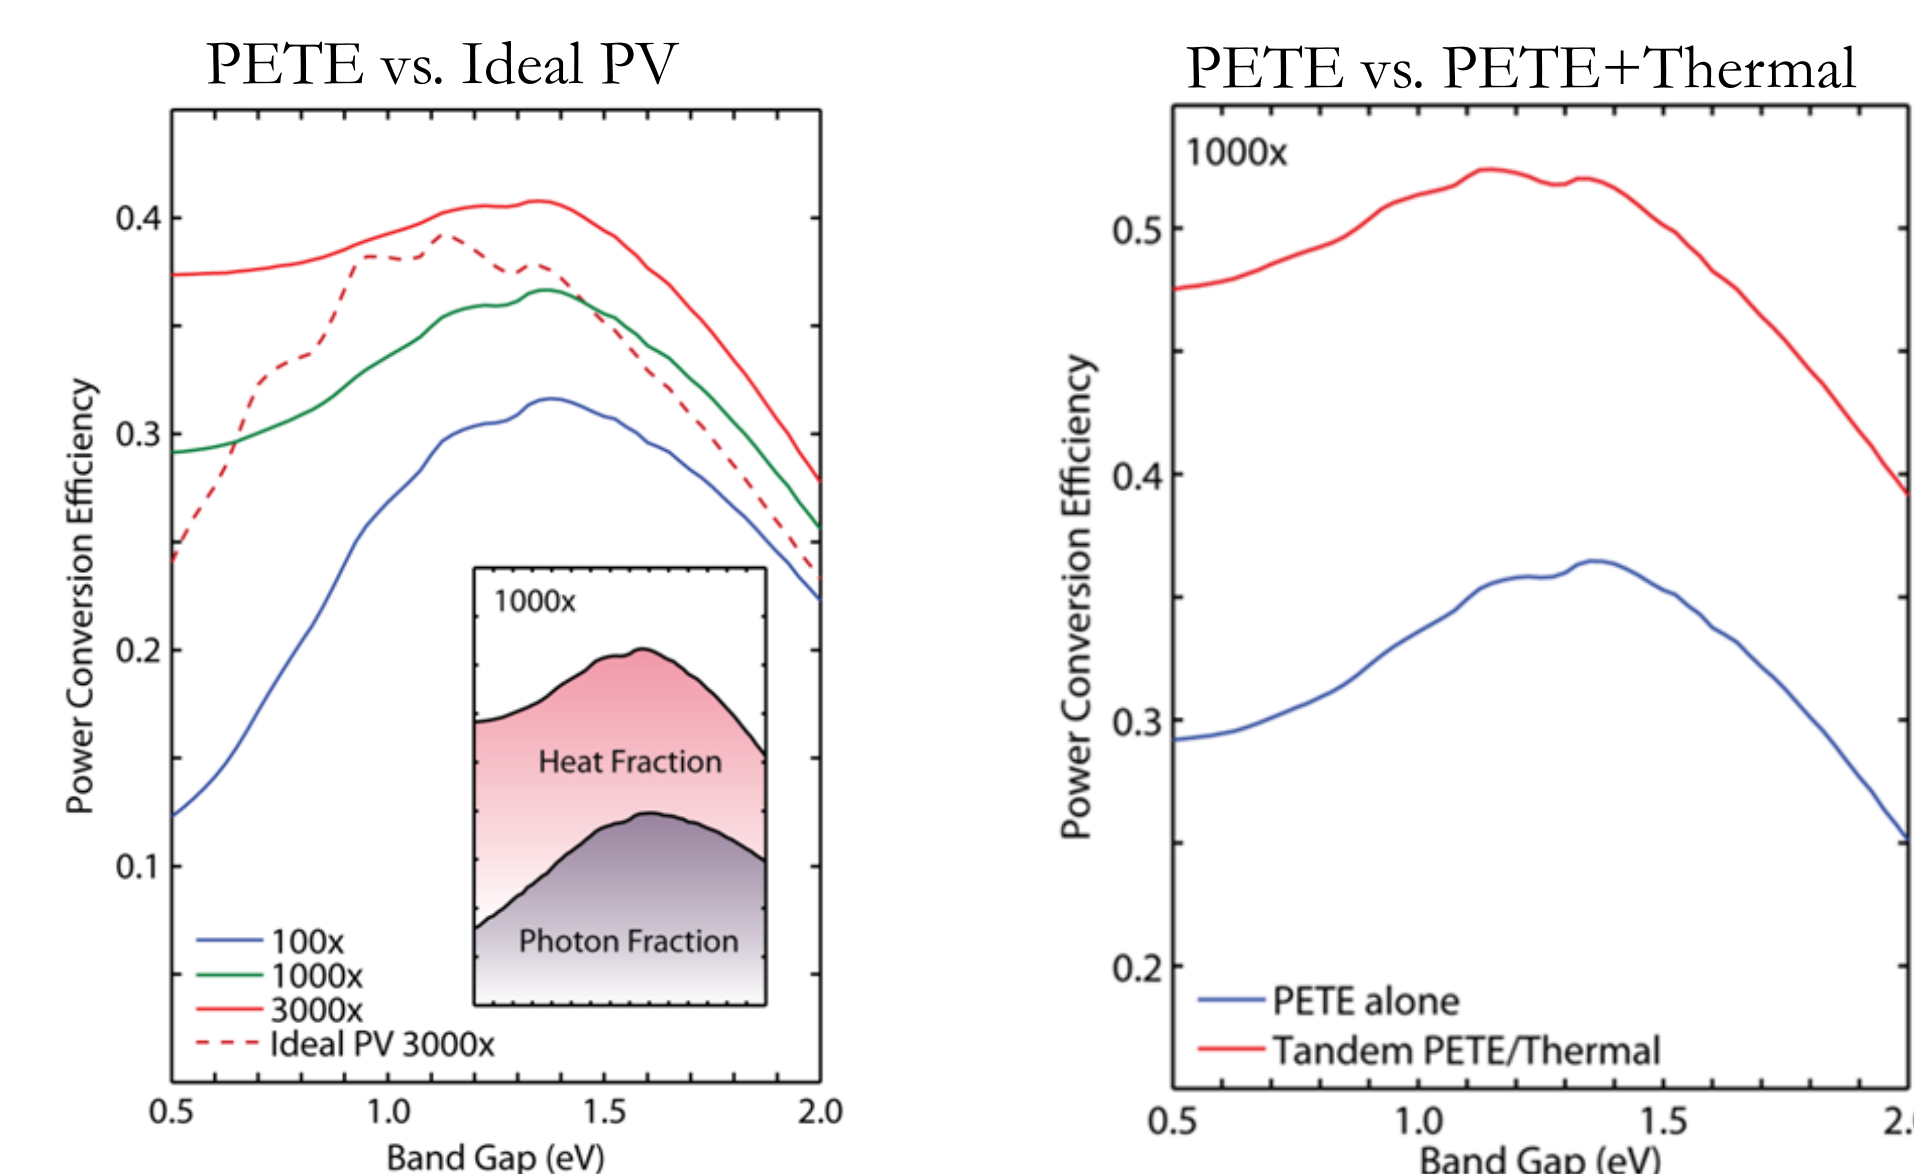 PETE vs. Ideal PV
0.4
0.3
0.2
0.1
Power Conversion Efficiency
1000x
Heat Fraction
Photon Fraction
100x
1000x
3000x
Ideal PV 3000x
0.5 1.0 1.5 2.0
Band Gap (eV)
PETE vs. PETE+Thermal
1000x
0.5
0.4
0.3
0.2
Power Conversion Efficiency
PETE alone
Tandem PETE/Thermal
0.5 1.0 1.5 2.
Band Gap (eV)